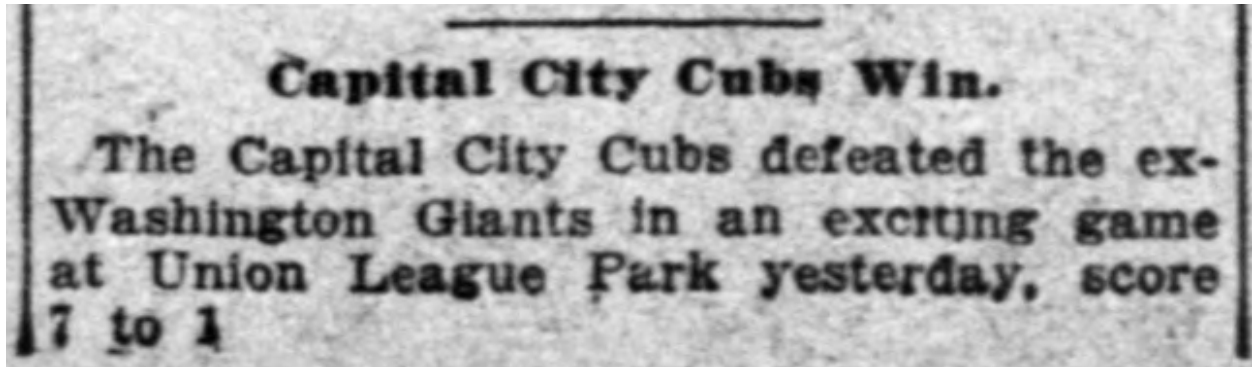 Capital City Cubs Win.
The Capital City Cubs defeated the ex-
Washington Giants in an exciting game
at Union League Park yesterday, score
7 to 1